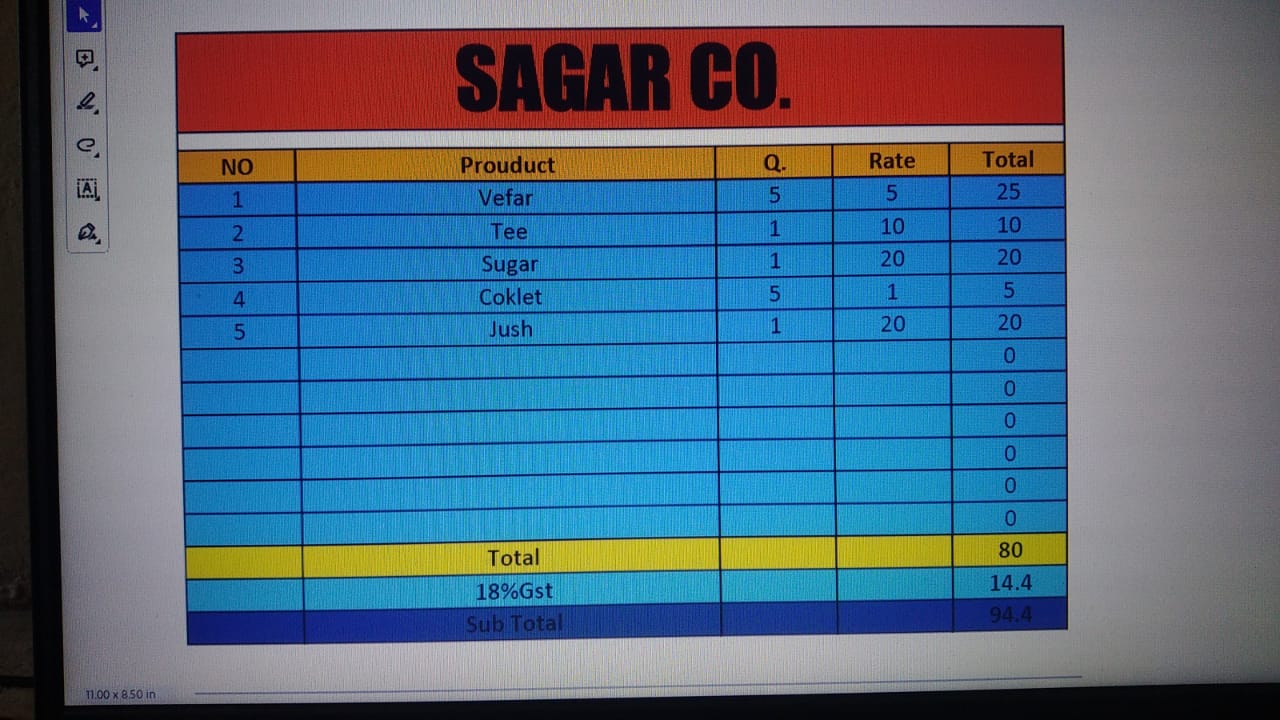 SAGAR CO.
NO Prouduct Q. Rate Total
1 Vefar 5 5 25
2 Tee 1 10 10
3 Sugar 1 20 20
4 Coklet 5 1 5
5 Jush 1 20 20
0
0
0
0
0
0
Total 80
18%Gst 14.4
Sub Total 94.4
11.00 x 8.50 in